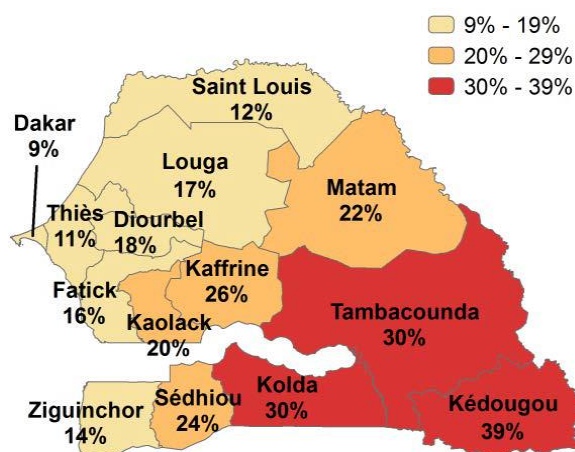 9% - 19%
20% - 29%
30% - 39%
Saint Louis
12%
Dakar
9%
Louga
17%
Matam
22%
Thiès
11%
Diourbel
18%
Kaffrine
26%
Fatick
16%
Kaolack
20%
Tambacounda
30%
Ziguinchor
14%
Sédhiou
24%
Kolda
30%
Kédougou
39%